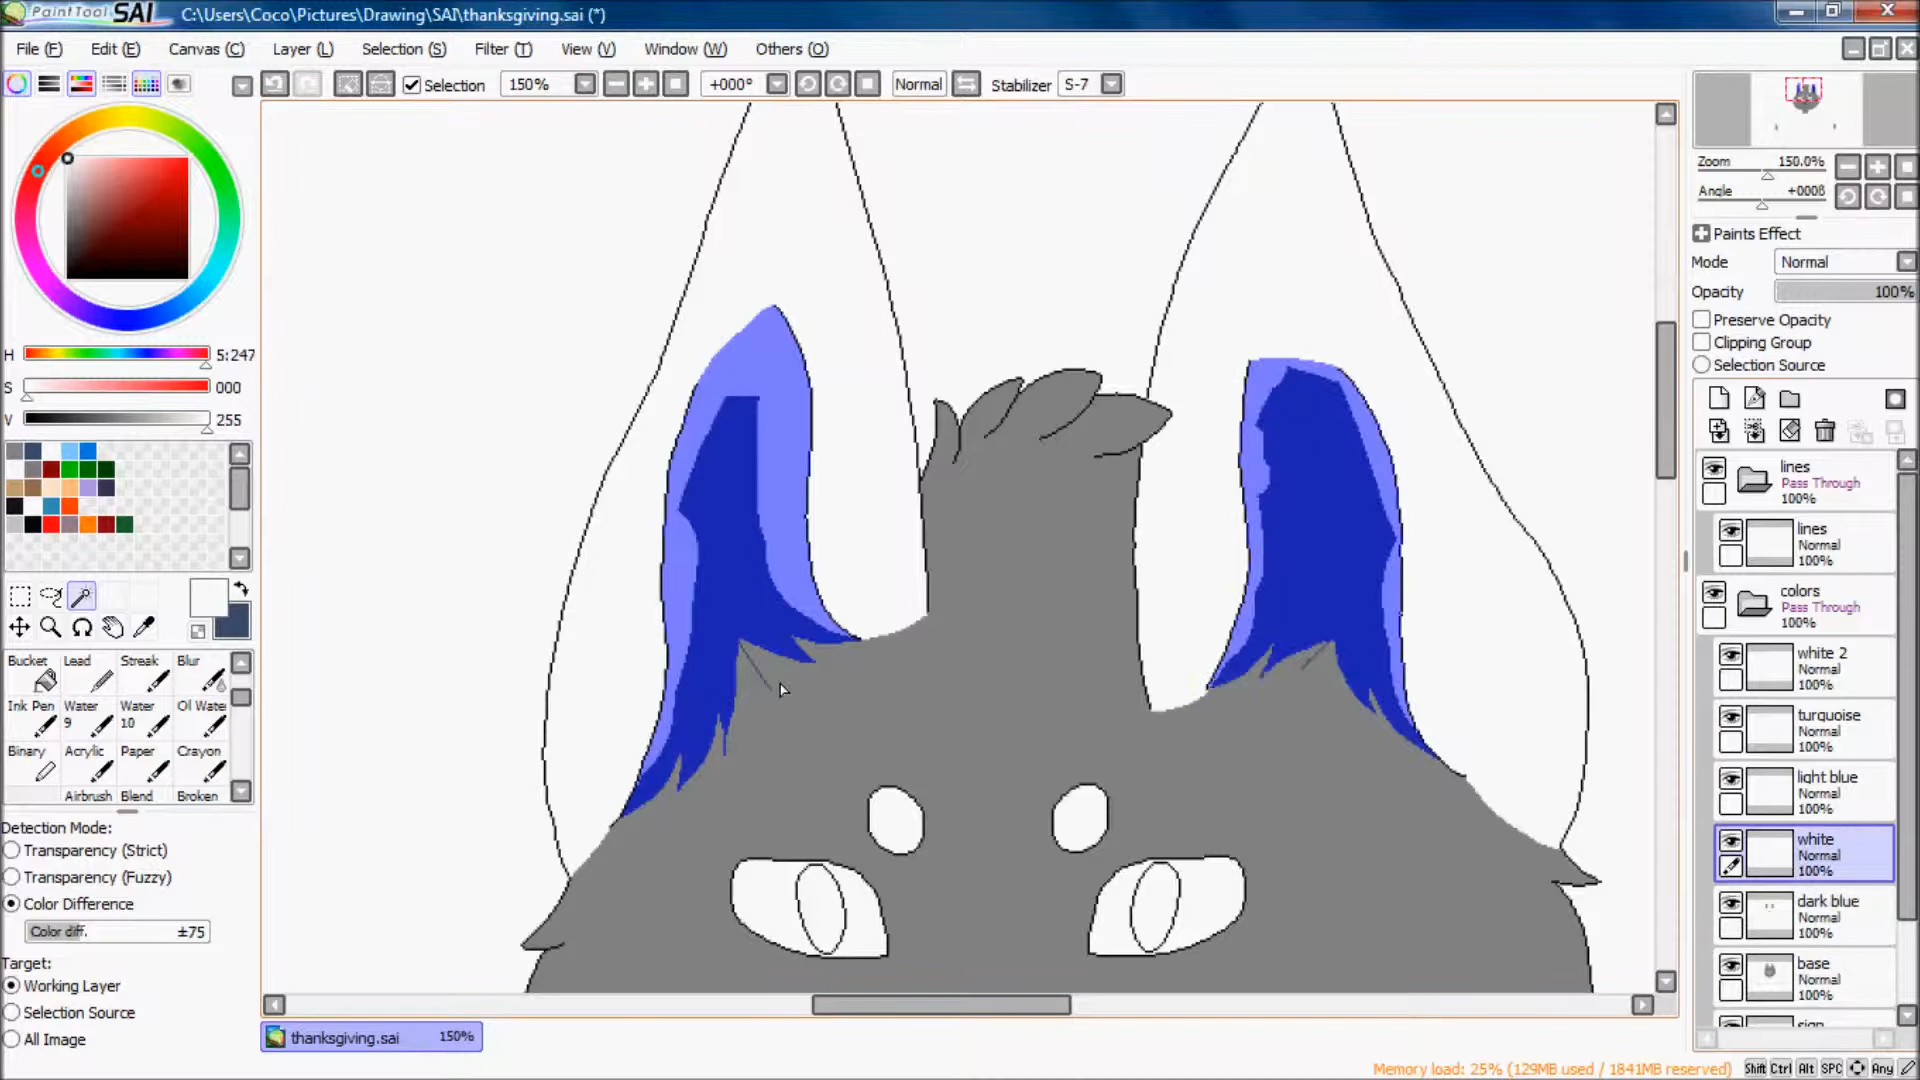 PaintTool SAI C:\Users\Coco\Pictures\Drawing\SAI\thanksgiving.sai (*)
File (F) Edit (E) Canvas (C) Layer (L) Selection (S) Filter (T) View (V) Window (W) Others (O)
Selection 150% +000° Normal Stabilizer S-7
Zoom 150.0%
Angle +000ß
Paints Effect
Mode Normal
Opacity 100%
Preserve Opacity
Clipping Group
Selection Source
H 5:247
S 000
V 255
Bucket Lead Streak Blur
Ink Pen Water 9 Water 10 Oil Wate
Binary Acrylic Paper Crayon
Airbrush Blend Broken
Detection Mode:
Transparency (Strict)
Transparency (Fuzzy)
Color Difference
Color diff. ±75
Target:
Working Layer
Selection Source
All Image
lines
Pass Through
100%
lines
Normal
100%
colors
Pass Through
100%
white 2
Normal
100%
turquoise
Normal
100%
light blue
Normal
100%
white
Normal
100%
dark blue
Normal
100%
base
Normal
100%
sign
thanksgiving.sai 150%
Memory load: 25% (129MB used / 1841MB reserved) Shift Ctrl Alt SPC Any